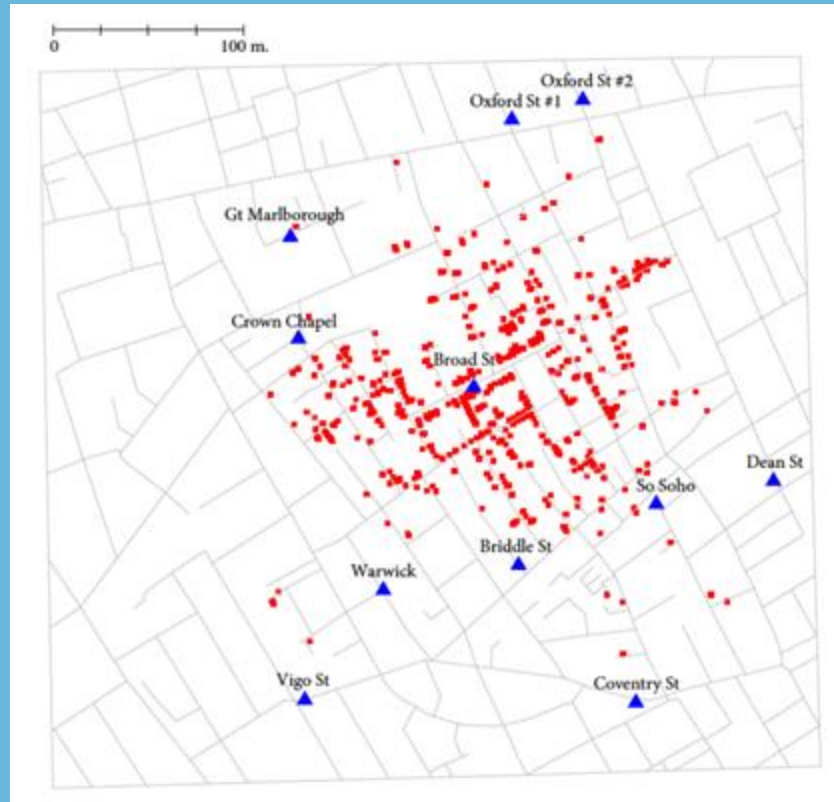 0
100 m.
Oxford St #2
Oxford St #1
Gt Marlborough
Crown Chapel
Broad St
Dean St
So Soho
Briddle St
Warwick
Vigo St
Coventry St